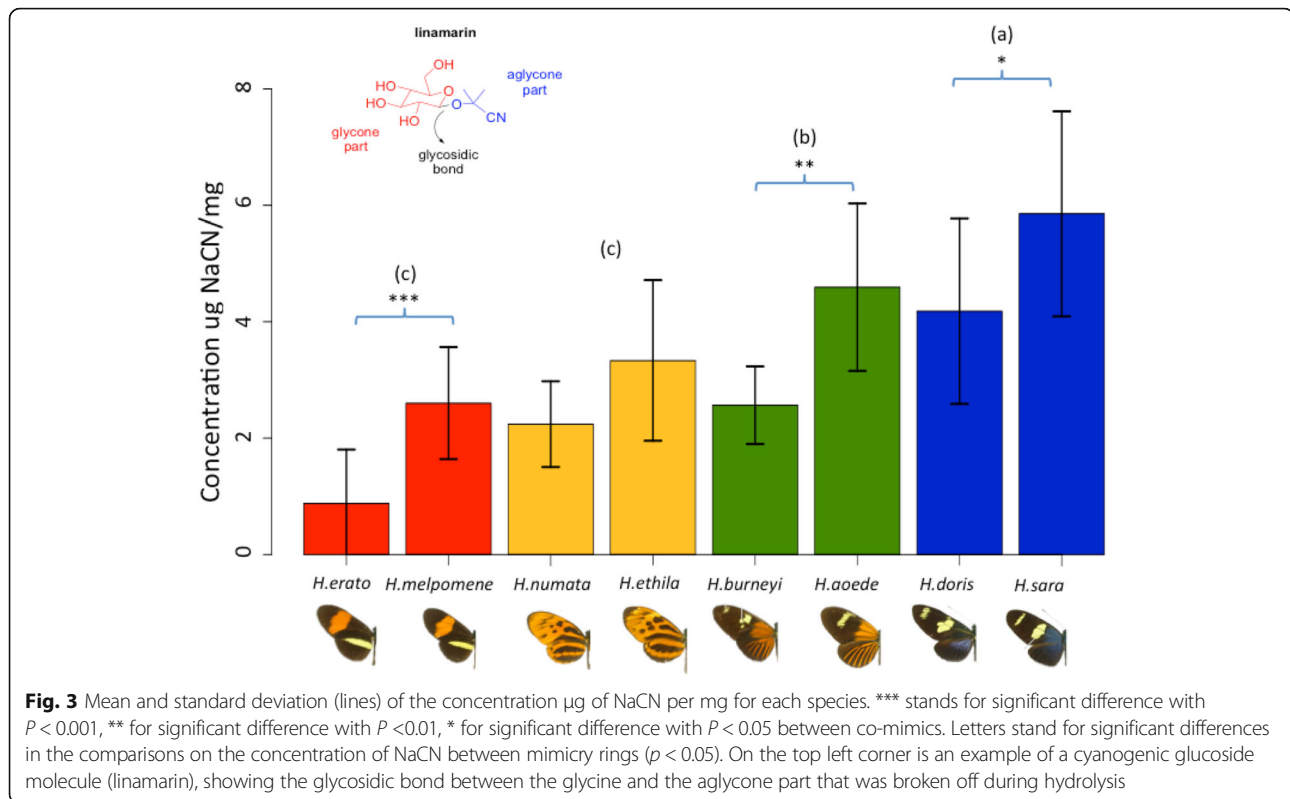 linamarin
OH
HO
HO
HO
O
O
CN
aglycone
part
glycone
part
glycosidic
bond
(a)
*
(b)
**
(c)
***
(c)
Concentration ug NaCN/mg
8
6
4
2
0
H.erato H.melpomene H.numata H.ethila H.burneyi H.aoede H.doris H.sara
Fig. 3 Mean and standard deviation (lines) of the concentration µg of NaCN per mg for each species. *** stands for significant difference with
P < 0.001, ** for significant difference with P <0.01, * for significant difference with P < 0.05 between co-mimics. Letters stand for significant differences
in the comparisons on the concentration of NaCN between mimicry rings (p < 0.05). On the top left corner is an example of a cyanogenic glucoside
molecule (linamarin), showing the glycosidic bond between the glycine and the aglycone part that was broken off during hydrolysis